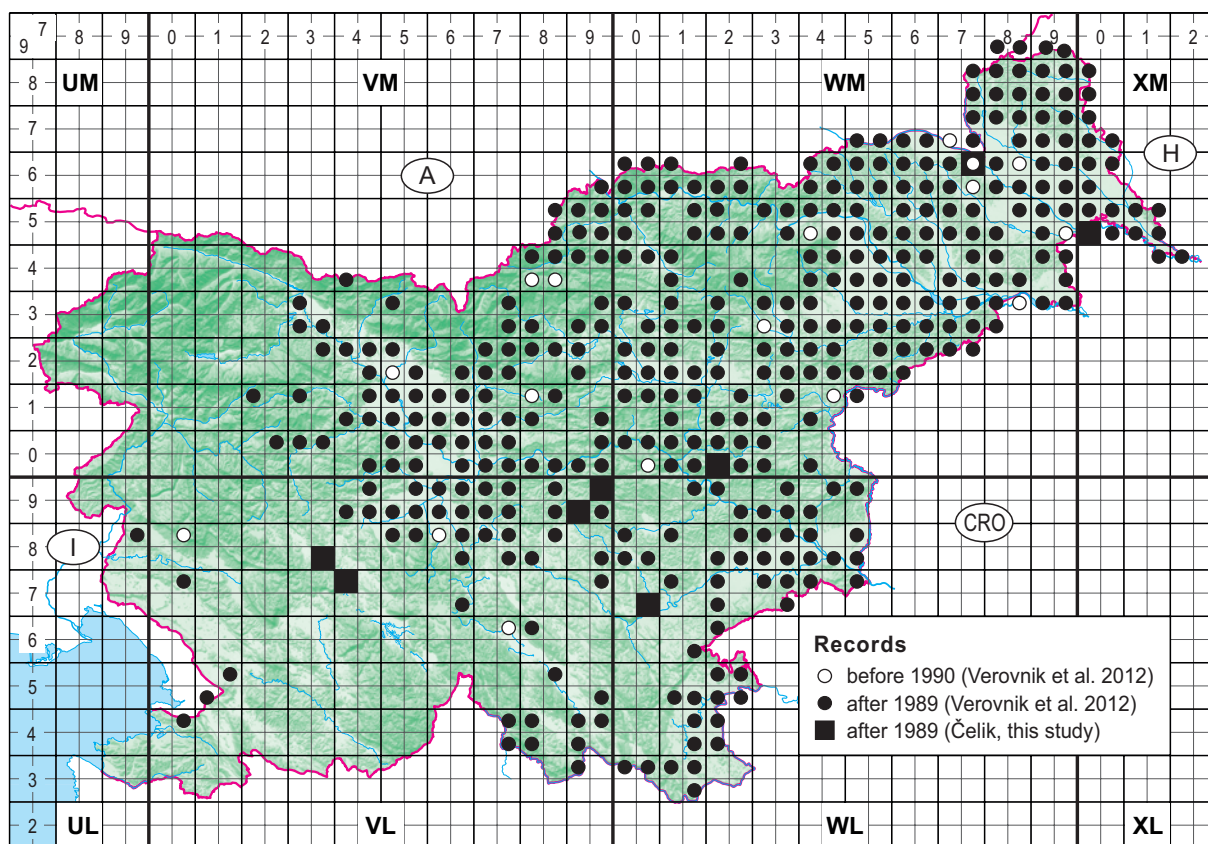 7
9 8 9 0 1 2 3 4 5 6 7 8 9 0 1 2 3 4 5 6 7 8 9 0 1 2
8 UM VM WM XM
7 H
6 A
5
4
3
2
1
0
9
8 I CRO
7
6
Records
before 1990 (Verovnik et al. 2012)
5
after 1989 (Verovnik et al. 2012)
4
after 1989 (Čelik, this study)
3
2 UL VL WL XL